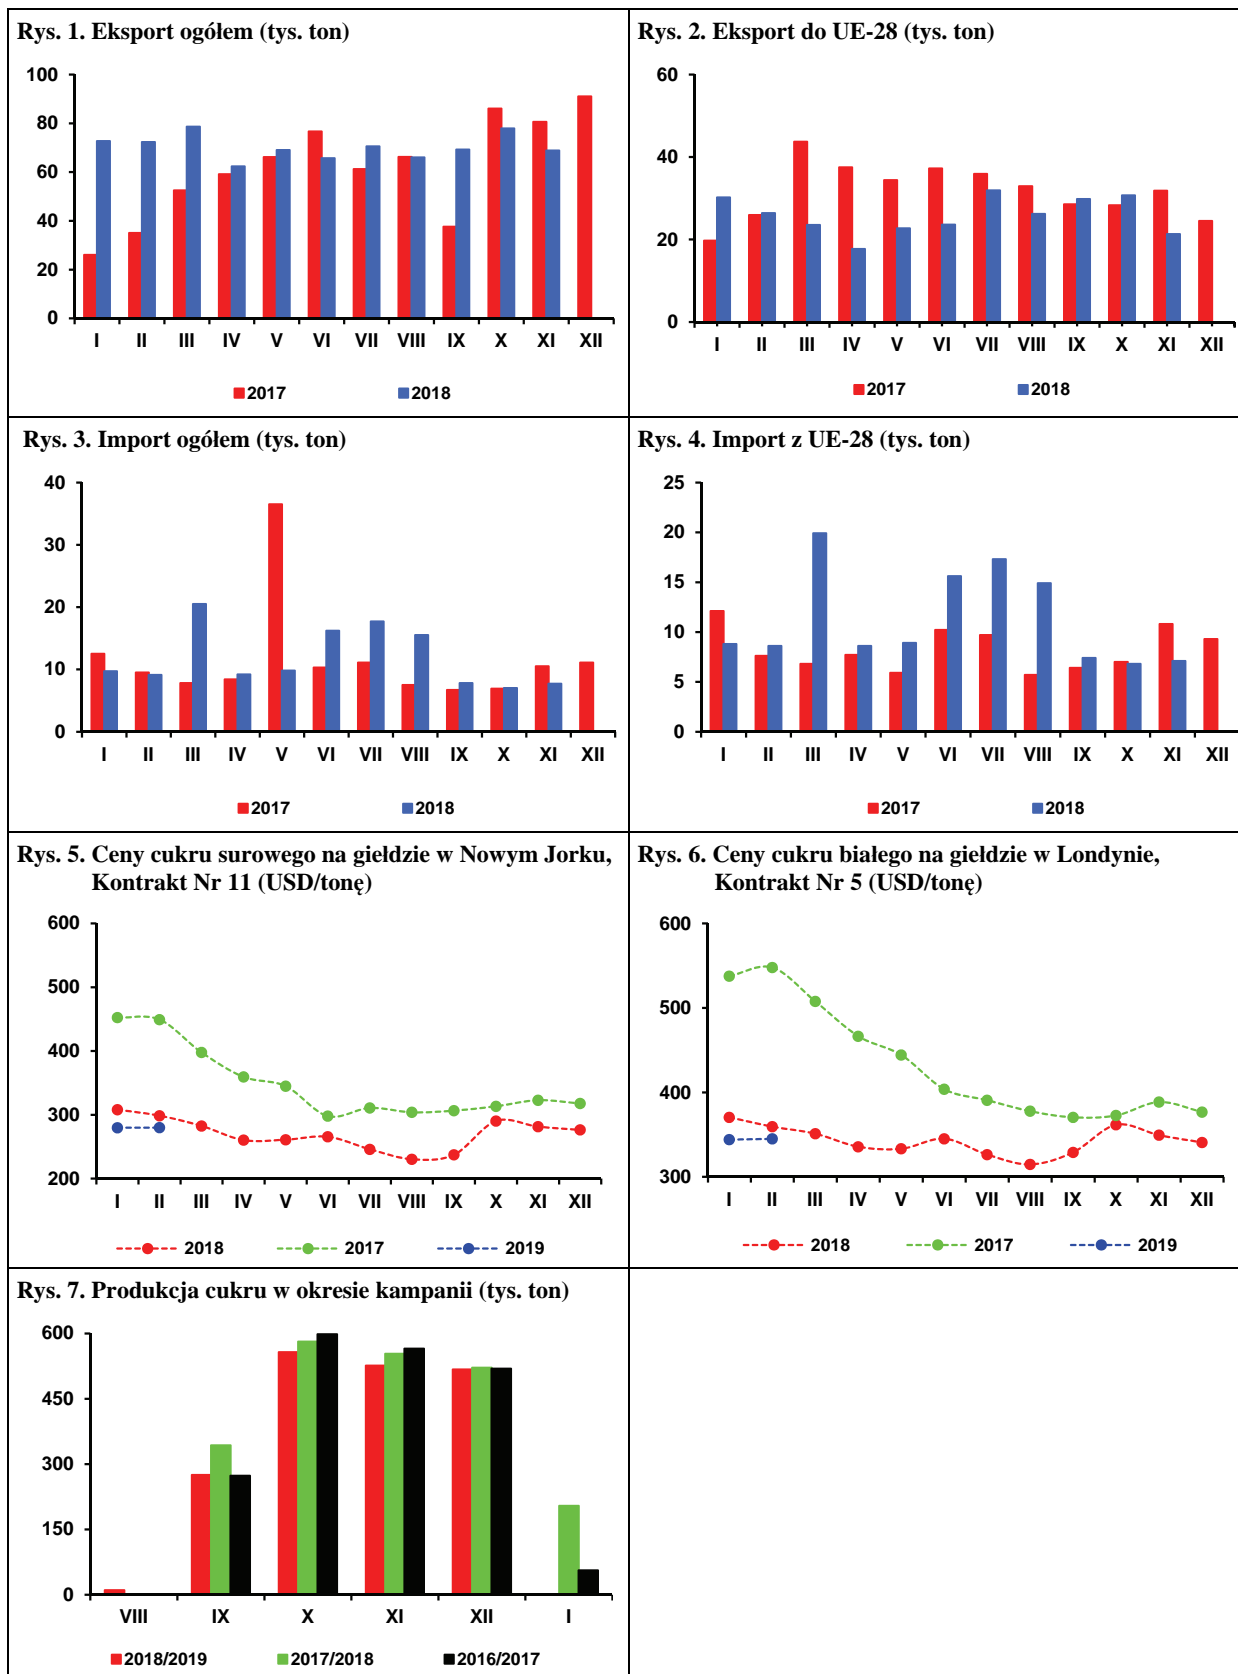 Rys. 1. Eksport ogółem (tys. ton)
100
80
60
40
20
0
I II III IV V VI VII VIII IX X XI XII
2017 2018
Rys. 2. Eksport do UE-28 (tys. ton)
60
40
20
0
I II III IV V VI VII VIII IX X XI XII
2017 2018
Rys. 3. Import ogółem (tys. ton)
40
30
20
10
0
I II III IV V VI VII VIII IX X XI XII
2017 2018
Rys. 4. Import z UE-28 (tys. ton)
25
20
15
10
5
0
I II III IV V VI VII VIII IX X XI XII
2017 2018
Rys. 5. Ceny cukru surowego na giełdzie w Nowym Jorku,
Kontrakt Nr 11 (USD/tonę)
600
500
400
300
200
I II III IV V VI VII VIII IX X XI XII
2018 2017 2019
Rys. 6. Ceny cukru białego na giełdzie w Londynie,
Kontrakt Nr 5 (USD/tonę)
600
500
400
300
I II III IV V VI VII VIII IX X XI XII
2018 2017 2019
Rys. 7. Produkcja cukru w okresie kampanii (tys. ton)
600
450
300
150
0
VIII IX X XI XII I
2018/2019 2017/2018 2016/2017